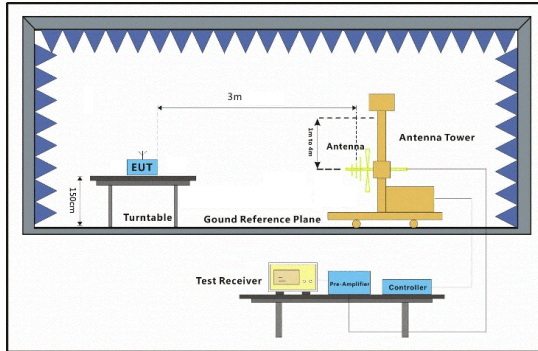 3m
1m to 4m
Antenna
Antenna Tower
EUT
150cm
Turntable
Gound Reference Plane
Test Receiver
Pre-Amplifier
Controller